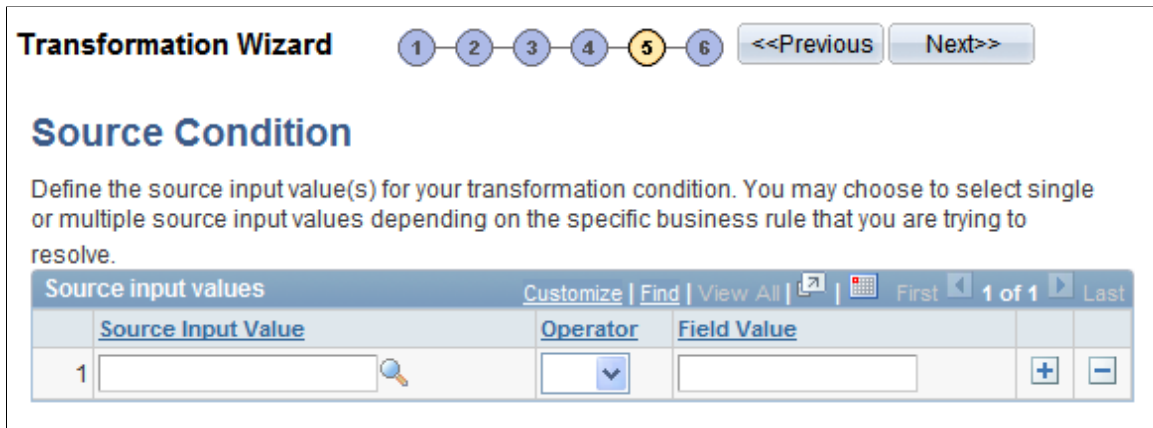 Transformation Wizard 1 2 3 4 5 6 <<Previous Next>>
Source Condition
Define the source input value(s) for your transformation condition. You may choose to select single
or multiple source input values depending on the specific business rule that you are trying to
resolve.
Source input values Customize | Find | View All | | First 1 of 1 Last
Source Input Value Operator Field Value
1